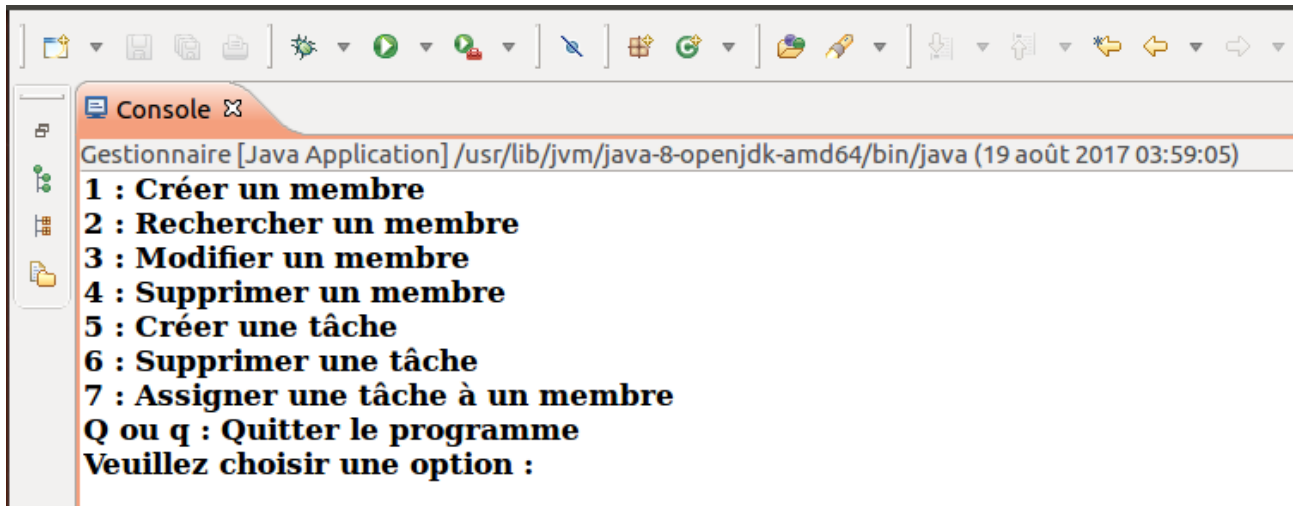 Console
Gestionnaire [Java Application] /usr/lib/jvm/java-8-openjdk-amd64/bin/java (19 août 2017 03:59:05)
1 : Créer un membre
2 : Rechercher un membre
3 : Modifier un membre
4 : Supprimer un membre
5 : Créer une tâche
6 : Supprimer une tâche
7 : Assigner une tâche à un membre
Q ou q : Quitter le programme
Veuillez choisir une option :